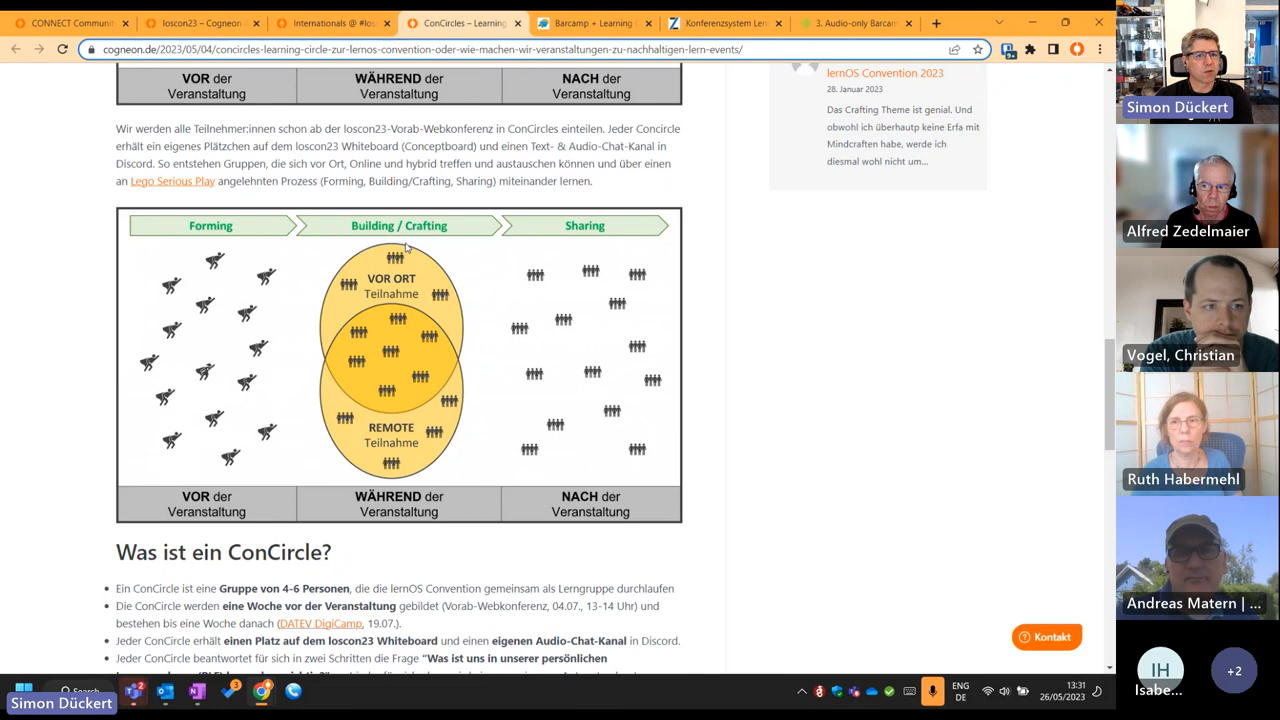 CONNECT Communit
loscon23 – Cogneon A
Internationals @ #los
ConCircles – Learning
Barcamp + Learning C
Konferenzsystem Ler
3. Audio-only Barcam
cogneon.de/2023/05/04/concircles-learning-circle-zur-lernos-convention-oder-wie-machen-wir-veranstaltungen-zu-nachhaltigen-lern-events/
VOR der
Veranstaltung
WÄHREND der
Veranstaltung
NACH der
Veranstaltung
Wir werden alle Teilnehmer:innen schon ab der loscon23-Vorab-Webkonferenz in ConCircles einteilen. Jeder Concircle
erhält ein eigenes Plätzchen auf dem loscon23 Whiteboard (Conceptboard) und einen Text- & Audio-Chat-Kanal in
Discord. So entstehen Gruppen, die sich vor Ort, Online und hybrid treffen und austauschen können und über einen
an Lego Serious Play angelehnten Prozess (Forming, Building/Crafting, Sharing) miteinander lernen.
Forming
Building / Crafting
Sharing
VOR ORT
Teilnahme
REMOTE
Teilnahme
VOR der
Veranstaltung
WÄHREND der
Veranstaltung
NACH der
Veranstaltung
Was ist ein ConCircle?
Ein ConCircle ist eine Gruppe von 4-6 Personen, die die lernOS Convention gemeinsam als Lerngruppe durchlaufen
Die ConCircle werden eine Woche vor der Veranstaltung gebildet (Vorab-Webkonferenz, 04.07., 13-14 Uhr) und
bestehen bis eine Woche danach (DATEV DigiCamp, 19.07.).
Jeder ConCircle erhält einen Platz auf dem loscon23 Whiteboard und einen eigenen Audio-Chat-Kanal in Discord.
Jeder ConCircle beantwortet für sich in zwei Schritten die Frage "Was ist uns in unserer persönlichen
lernOS Convention 2023
28. Januar 2023
Das Crafting Theme ist genial. Und
obwohl ich überhautp keine Erfa mit
Mindcraften habe, werde ich
diesmal wohl nicht um...
Kontakt
Simon Dückert
Alfred Zedelmaier
Vogel, Christian
Ruth Habermehl
Andreas Matern | ...
IH
Isabe...
+2
Simon Dückert
Search
ENG
DE
13:31
26/05/2023